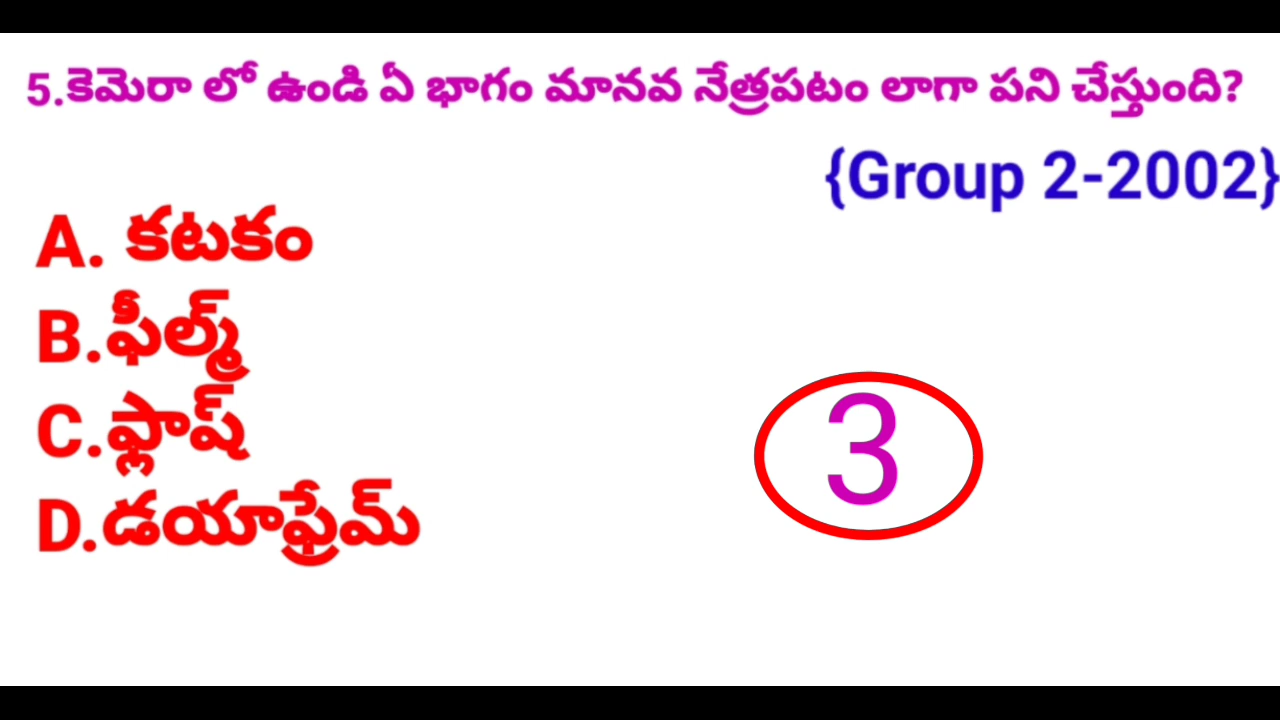 5.కెమెరా లో ఉండి ఏ భాగం మానవ నేత్రపటం లాగా పని చేస్తుంది?
{Group 2-2002}
A. కటకం
B.ఫీల్మ్
C.ఫ్లాష్
D.డయాఫ్రేమ్
3